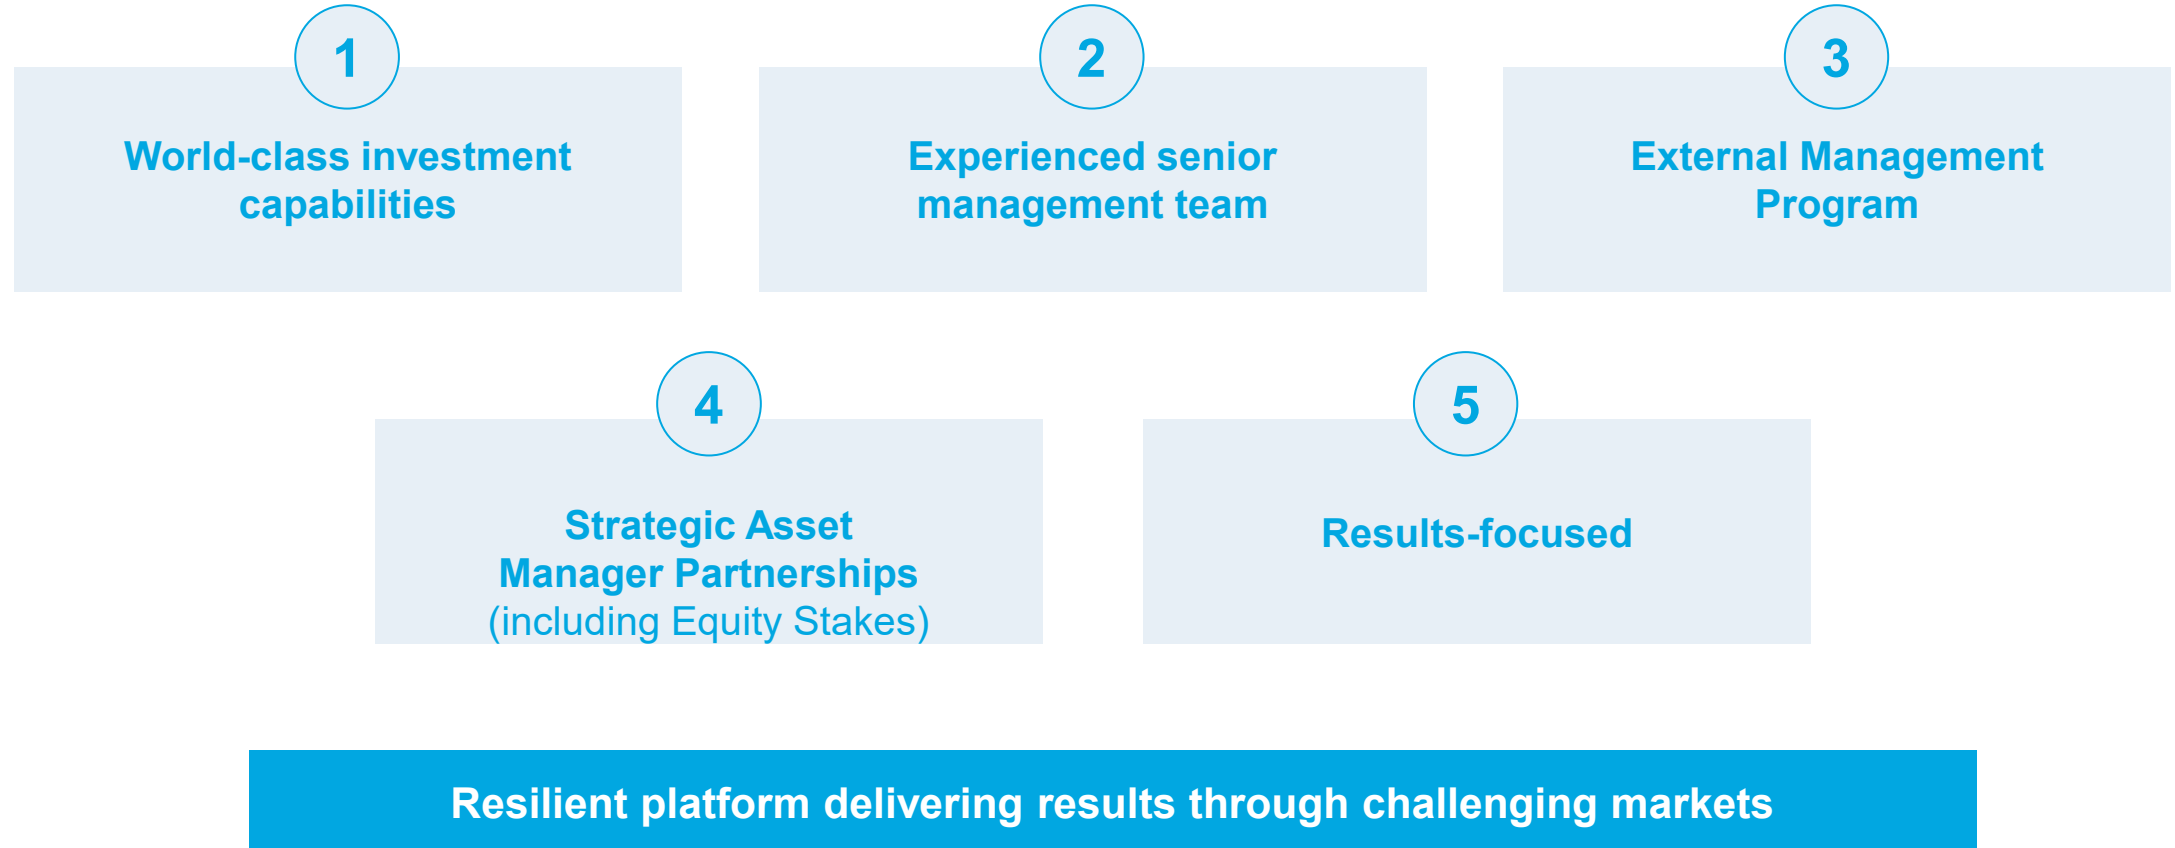 1
World-class investment
capabilities
2
Experienced senior
management team
3
External Management
Program
4
Strategic Asset
Manager Partnerships
(including Equity Stakes)
5
Results-focused
Resilient platform delivering results through challenging markets